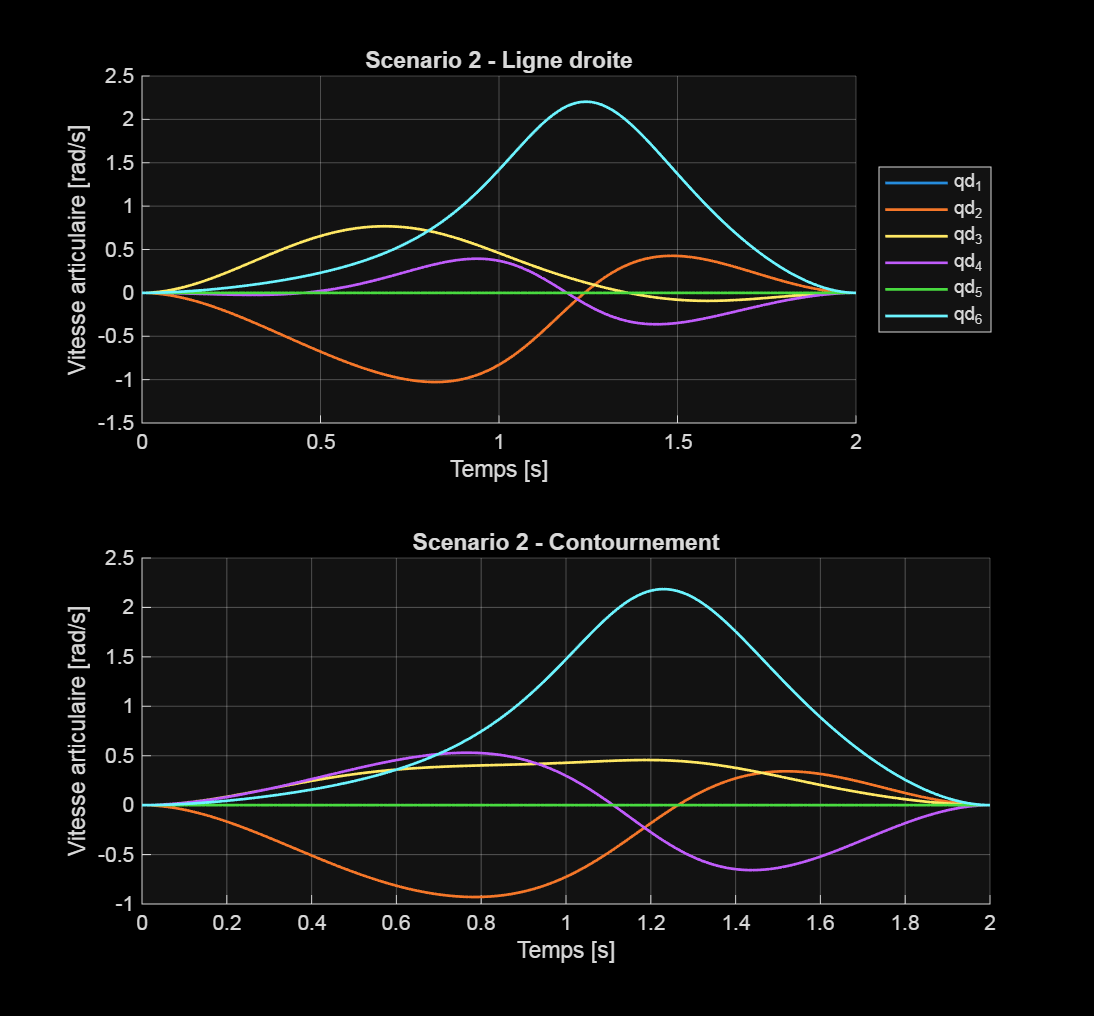 Scenario 2 - Ligne droite
2.5
2
1.5
1
0.5
0
-0.5
-1
-1.5
Vitesse articulaire [rad/s]
0 0.5 1 1.5 2
Temps [s]
qd1
qd2
qd3
qd4
qd5
qd6
Scenario 2 - Contournement
2.5
2
1.5
1
0.5
0
-0.5
-1
Vitesse articulaire [rad/s]
0 0.2 0.4 0.6 0.8 1 1.2 1.4 1.6 1.8 2
Temps [s]